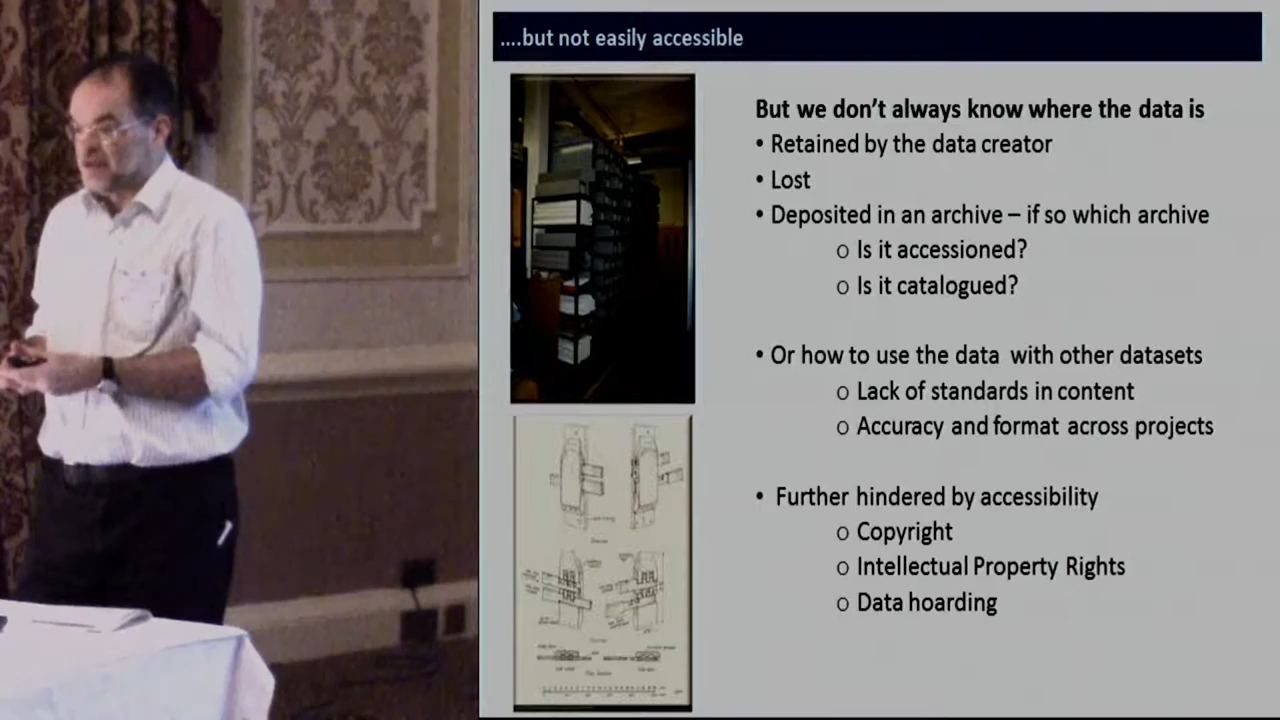 ....but not easily accessible
But we don't always know where the data is
• Retained by the data creator
• Lost
• Deposited in an archive – if so which archive
o Is it accessioned?
o Is it catalogued?
• Or how to use the data with other datasets
o Lack of standards in content
o Accuracy and format across projects
• Further hindered by accessibility
o Copyright
o Intellectual Property Rights
o Data hoarding